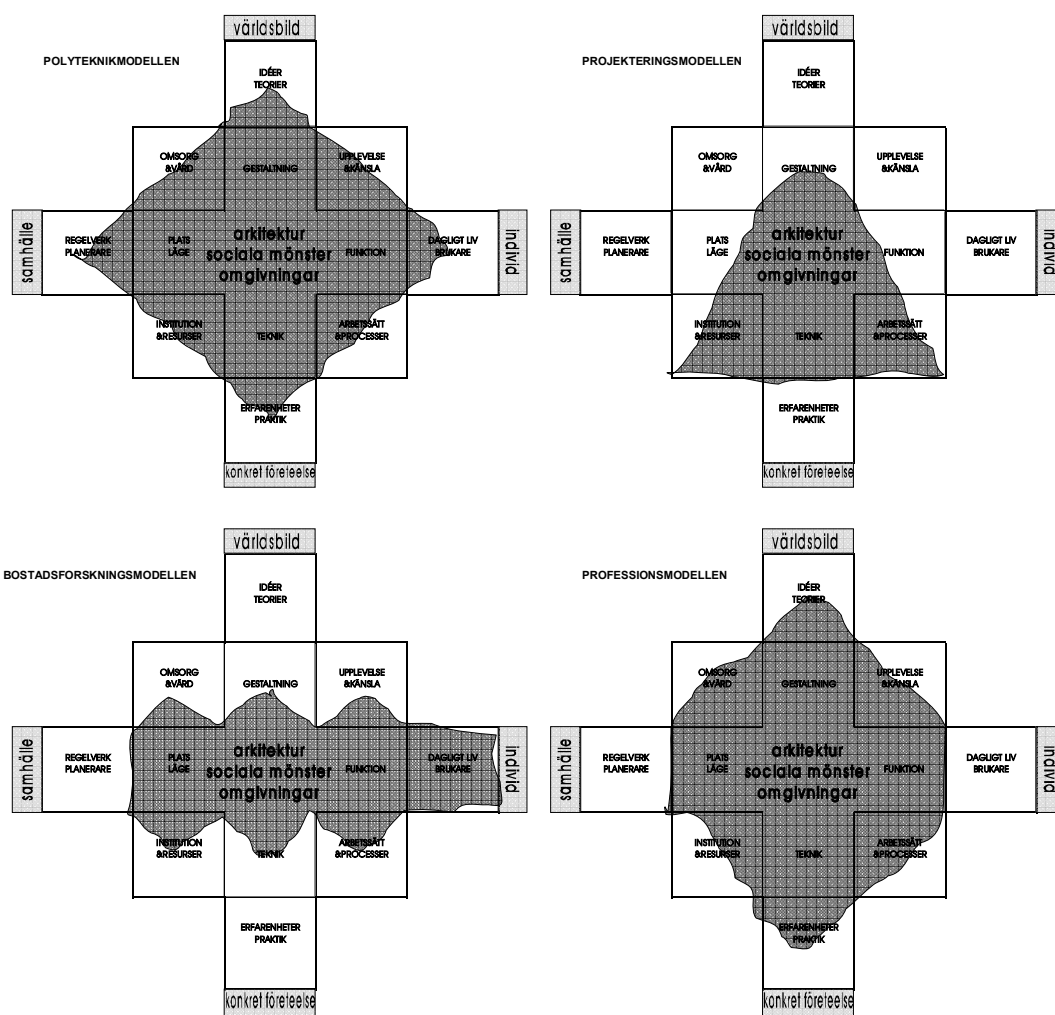 världsbild
POLYTEKNIKMODELLEN
IDÉER
TEORIER
OMSORG
&VÅRD
GESTALTNING
UPPLEVELSE
&KÄNSLA
samhälle
REGELVERK
PLANERARE
PLATS
LÄGE
arkitektur
sociala mönster
omgivningar
FUNKTION
DAGLIGT LIV
BRUKARE
individ
INSTITUTION
&RESURSER
TEKNIK
ARBETSSÄTT
&PROCESSER
ERFARENHETER
PRAKTIK
konkret företeelse
världsbild
PROJEKTERINGSMODELLEN
IDÉER
TEORIER
OMSORG
&VÅRD
GESTALTNING
UPPLEVELSE
&KÄNSLA
samhälle
REGELVERK
PLANERARE
PLATS
LÄGE
arkitektur
sociala mönster
omgivningar
FUNKTION
DAGLIGT LIV
BRUKARE
individ
INSTITUTION
&RESURSER
TEKNIK
ARBETSSÄTT
&PROCESSER
ERFARENHETER
PRAKTIK
konkret företeelse
världsbild
BOSTADSFORSKNINGSMODELLEN
IDÉER
TEORIER
OMSORG
&VÅRD
GESTALTNING
UPPLEVELSE
&KÄNSLA
samhälle
REGELVERK
PLANERARE
PLATS
LÄGE
arkitektur
sociala mönster
omgivningar
FUNKTION
DAGLIGT LIV
BRUKARE
individ
INSTITUTION
&RESURSER
TEKNIK
ARBETSSÄTT
&PROCESSER
ERFARENHETER
PRAKTIK
konkret företeelse
världsbild
PROFESSIONSMODELLEN
IDÉER
TEORIER
OMSORG
&VÅRD
GESTALTNING
UPPLEVELSE
&KÄNSLA
samhälle
REGELVERK
PLANERARE
PLATS
LÄGE
arkitektur
sociala mönster
omgivningar
FUNKTION
DAGLIGT LIV
BRUKARE
individ
INSTITUTION
&RESURSER
TEKNIK
ARBETSSÄTT
&PROCESSER
ERFARENHETER
PRAKTIK
konkret företeelse